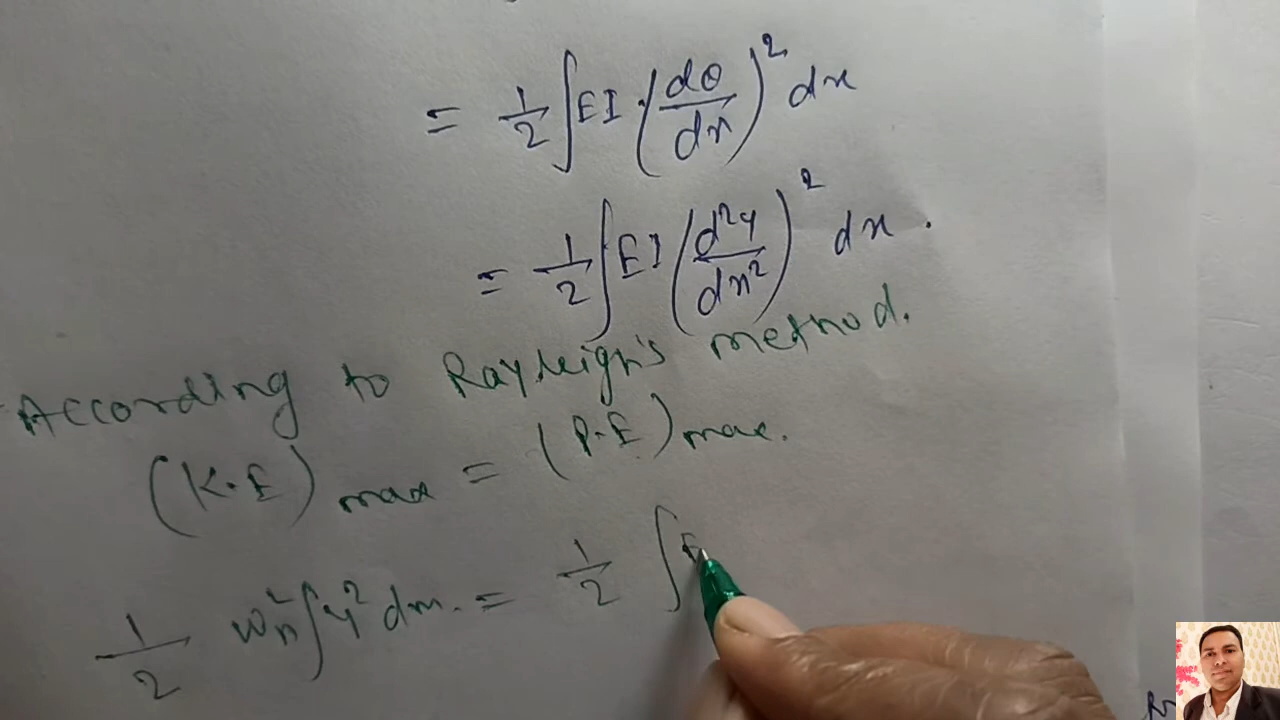 = 1/2 ∫ EI (dθ/dx)² dx
= 1/2 ∫ EI (d²y/dx²)² dx.
According to Rayleigh's method.
(K.E)max = (P.E)max.
1/2 ωn² ∫ y² dm. = 1/2 ∫ E